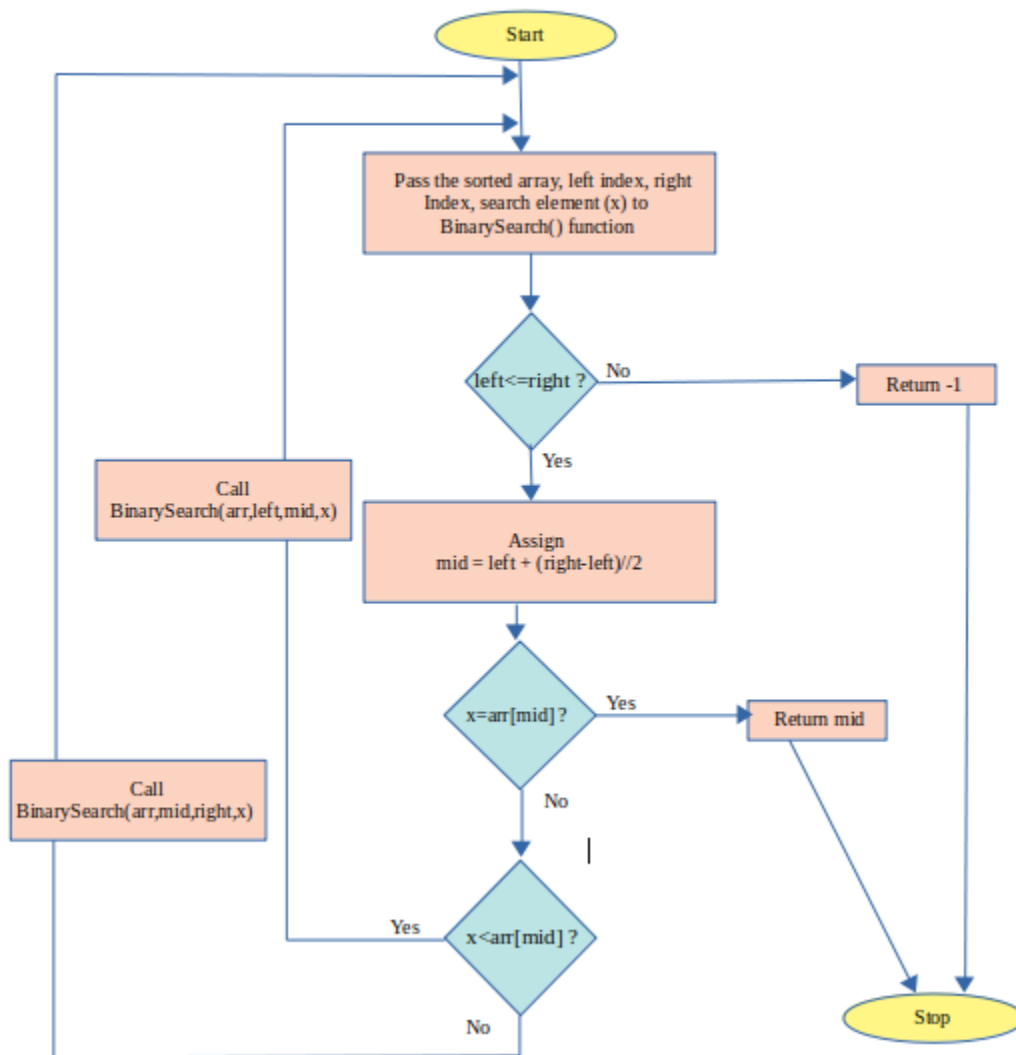 Start
Pass the sorted array, left index, right
Index, search element (x) to
BinarySearch() function
left<=right ?
No
Return -1
Yes
Call
BinarySearch(arr,left,mid,x)
Assign
mid = left + (right-left)//2
x=arr[mid] ?
Yes
Return mid
No
Call
BinarySearch(arr,mid,right,x)
x<arr[mid] ?
Yes
No
Stop